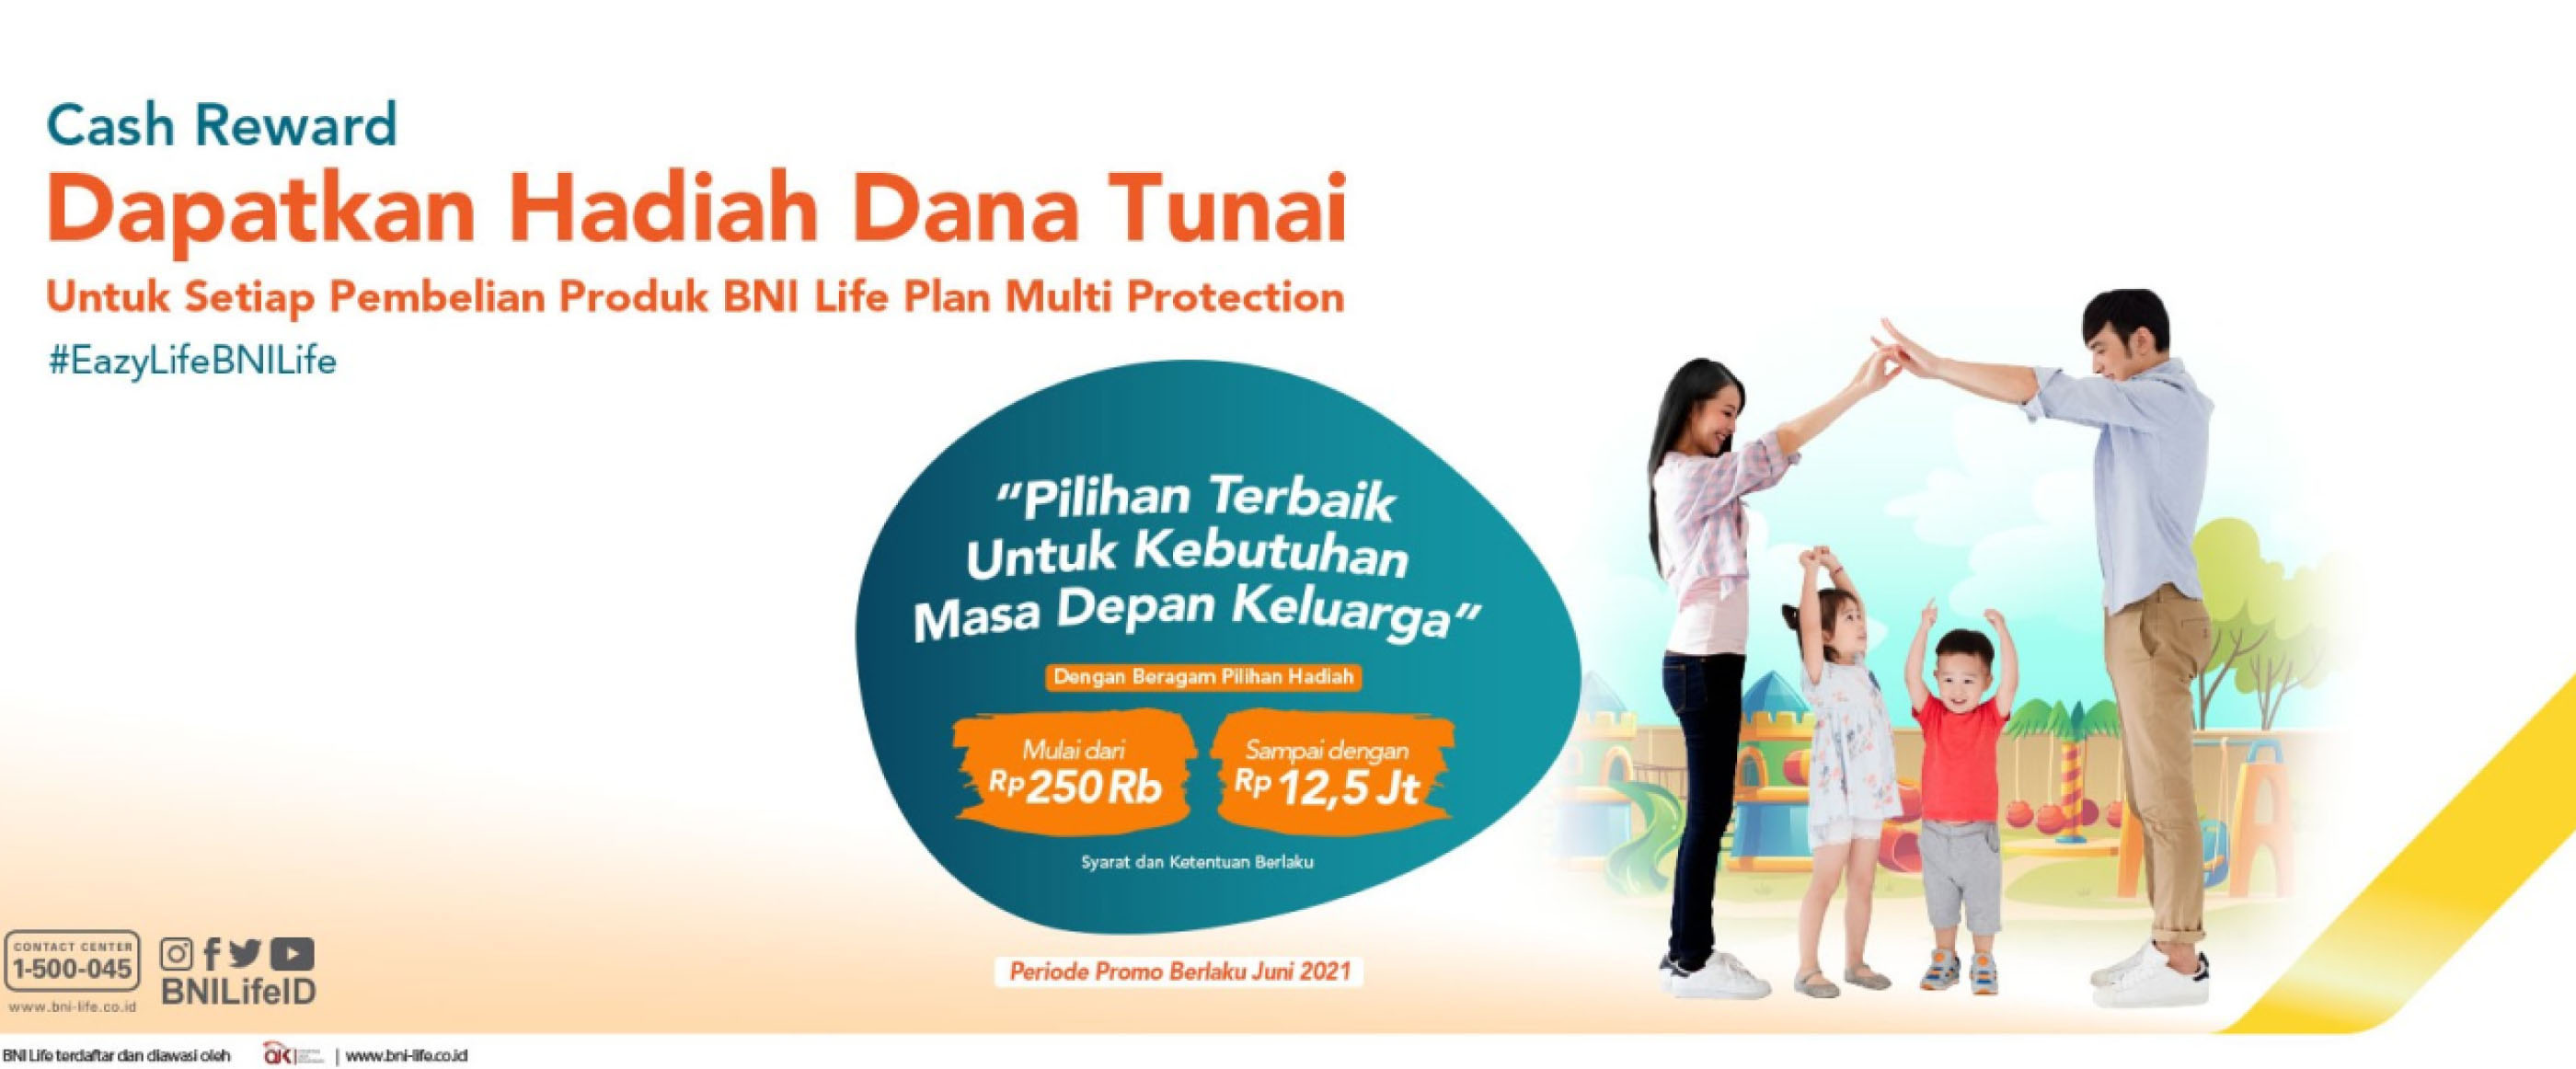 Cash Reward
Dapatkan Hadiah Dana Tunai
Untuk Setiap Pembelian Produk BNI Life Plan Multi Protection
#EazyLifeBNILife
“Pilihan Terbaik
Untuk Kebutuhan
Masa Depan Keluarga”
Dengan Beragam Pilihan Hadiah
Mulai dari
Rp250 Rb
Sampai dengan
Rp 12,5 Jt
Syarat dan Ketentuan Berlaku
Periode Promo Berlaku Juni 2021
CONTACT CENTER
1-500-045
www.bni-life.co.id
BNILifeID
BNI Life terdaftar dan diawasi oleh
| www.bni-life.co.id